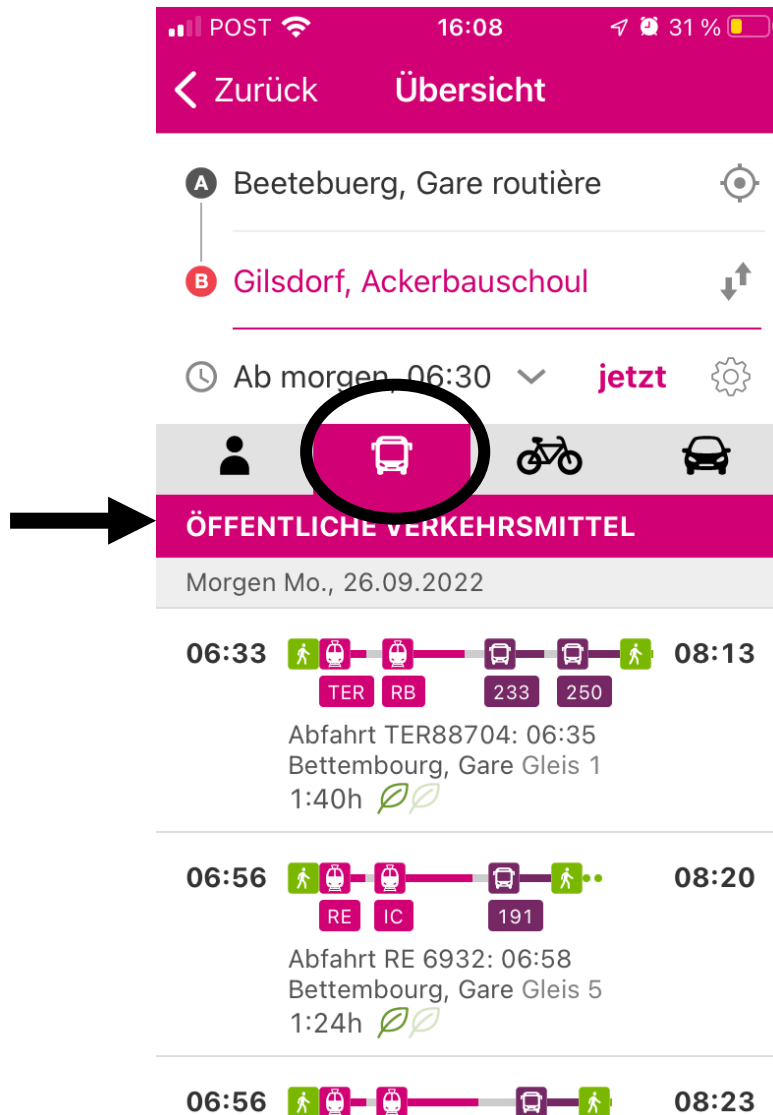 POST 16:08 31 %
Zurück Übersicht
A Beetebuerg, Gare routière
B Gilsdorf, Ackerbauschoul
Ab morgen, 06:30 jetzt
ÖFFENTLICHE VERKEHRSMITTEL
Morgen Mo., 26.09.2022
06:33 08:13
TER RB 233 250
Abfahrt TER88704: 06:35
Bettembourg, Gare Gleis 1
1:40h
06:56 08:20
RE IC 191
Abfahrt RE 6932: 06:58
Bettembourg, Gare Gleis 5
1:24h
06:56 08:23